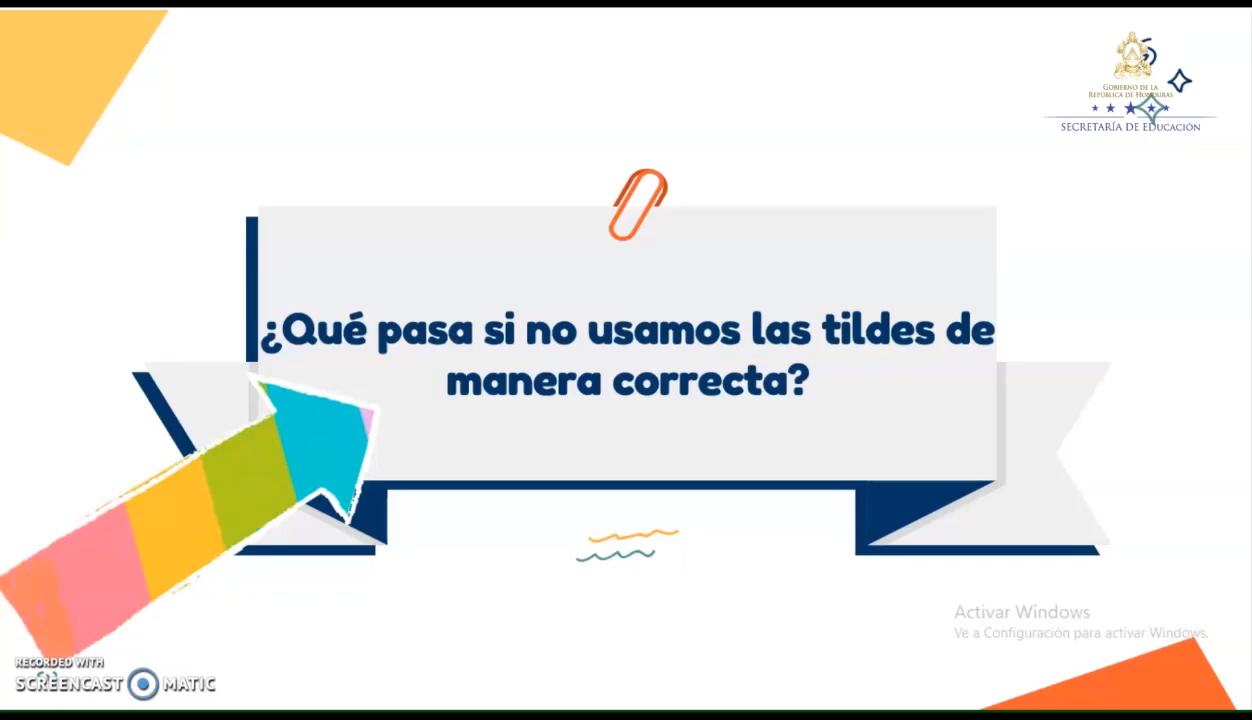 GOBIERNO DE LA
REPÚBLICA DE HONDURAS
SECRETARÍA DE EDUCACIÓN
¿Qué pasa si no usamos las tildes de
manera correcta?
Activar Windows
Ve a Configuración para activar Windows.
RECORDED WITH
SCREENCAST MATIC